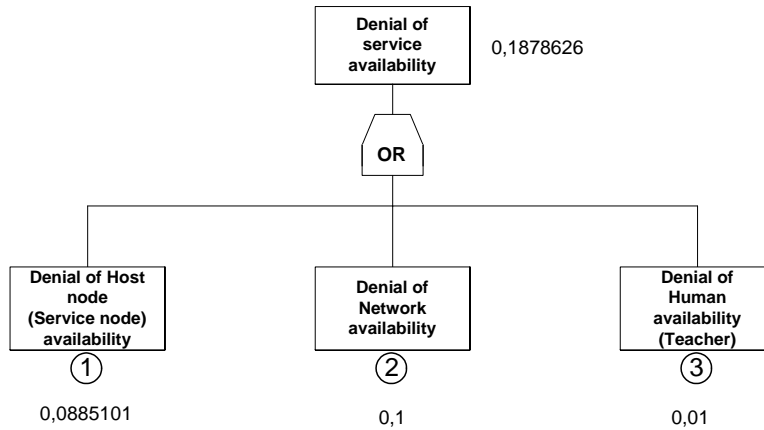 Denial of
service
availability
0,1878626
OR
Denial of Host
node
(Service node)
availability
Denial of
Network
availability
Denial of
Human
availability
(Teacher)
1
2
3
0,0885101
0,1
0,01